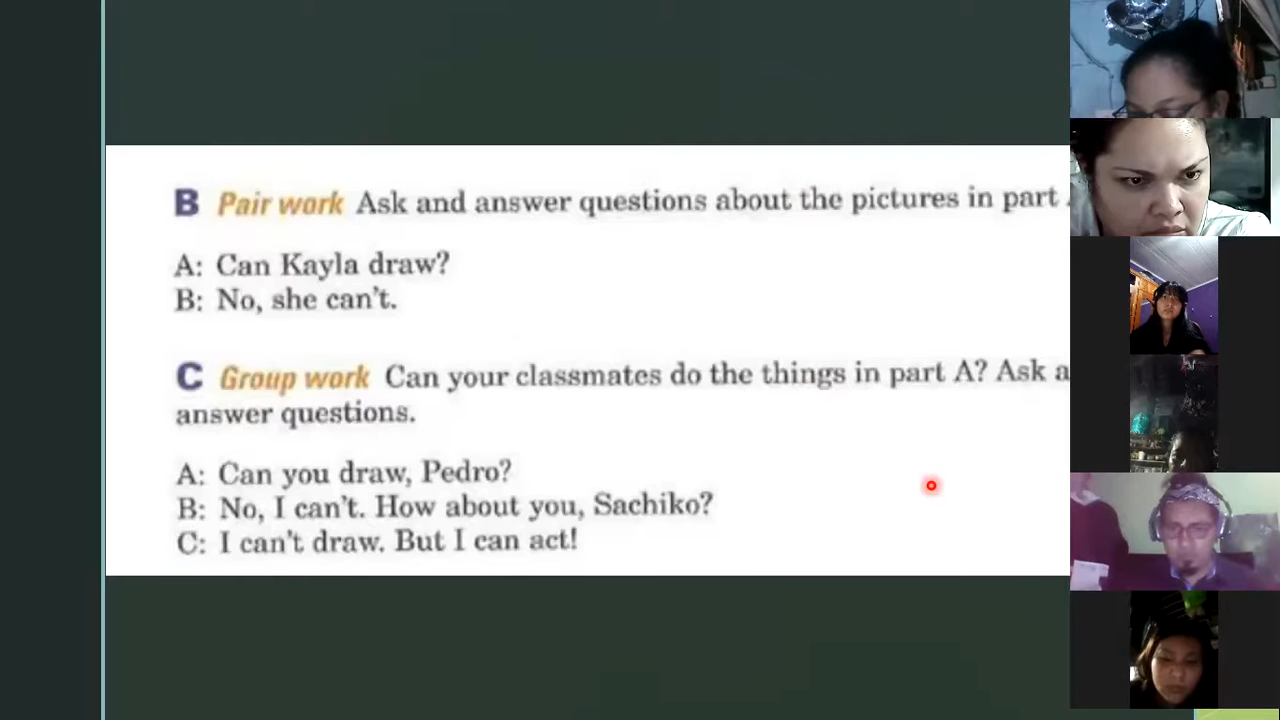 B Pair work Ask and answer questions about the pictures in part
A: Can Kayla draw?
B: No, she can't.
C Group work Can your classmates do the things in part A? Ask a
answer questions.
A: Can you draw, Pedro?
B: No, I can't. How about you, Sachiko?
C: I can't draw. But I can act!